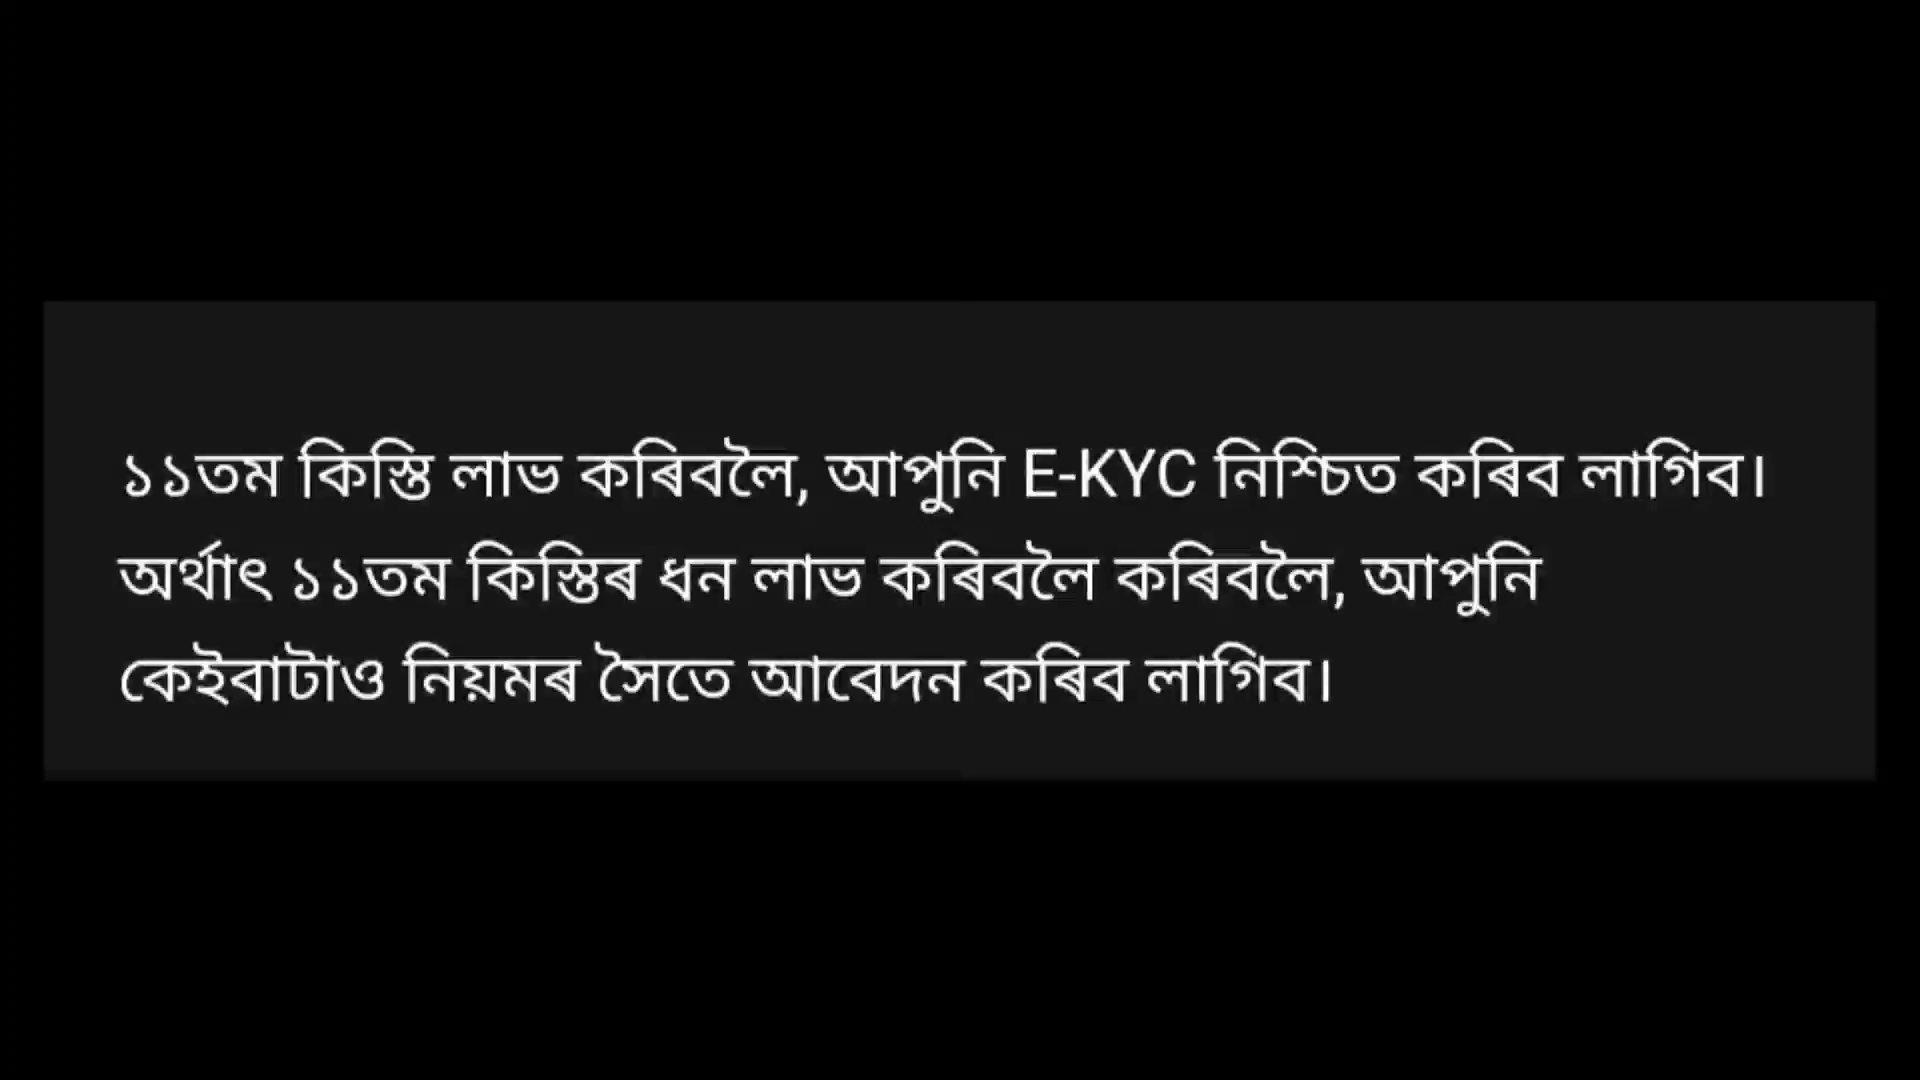 ১১তম কিস্তি লাভ কৰিবলৈ, আপুনি E-KYC নিশ্চিত কৰিব লাগিব।
অৰ্থাৎ ১১তম কিস্তিৰ ধন লাভ কৰিবলৈ কৰিবলৈ, আপুনি
কেইবাটাও নিয়মৰ সৈতে আবেদন কৰিব লাগিব।